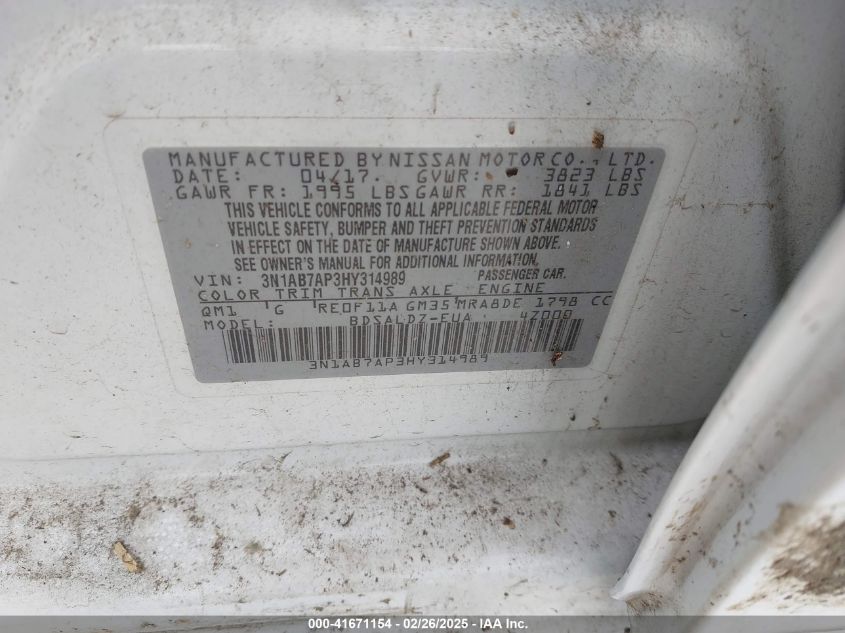 MANUFACTURED BY NISSAN MOTOR CO., LTD.
DATE: 04/17. GVWR: 3823 LBS
GAWR FR: 1995 LBS GAWR RR: 1841 LBS
THIS VEHICLE CONFORMS TO ALL APPLICABLE FEDERAL MOTOR
VEHICLE SAFETY, BUMPER AND THEFT PREVENTION STANDARDS
IN EFFECT ON THE DATE OF MANUFACTURE SHOWN ABOVE.
SEE OWNER'S MANUAL FOR ADDITIONAL INFORMATION.
VIN: 3N1AB7AP3HY314989 PASSENGER CAR.
COLOR TRIM TRANS AXLE ENGINE
QM1 G RE0F11A GM35 MRA8DE 1798 CC
MODEL: BDSALDZ-EUA 4Z000
3N1AB7AP3HY314989
000-41671154 - 02/26/2025 - IAA Inc.